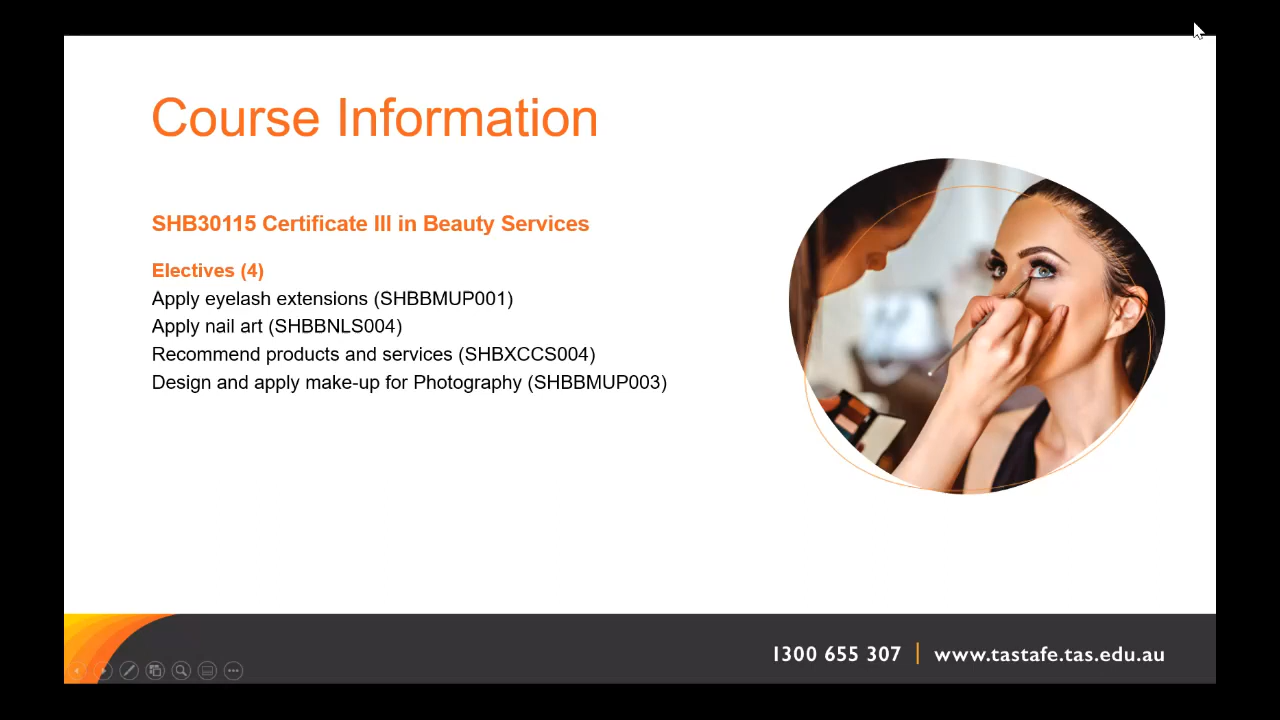 Course Information
SHB30115 Certificate III in Beauty Services
Electives (4)
Apply eyelash extensions (SHBBMUP001)
Apply nail art (SHBBNLS004)
Recommend products and services (SHBXCCS004)
Design and apply make-up for Photography (SHBBMUP003)
1300 655 307 | www.tastafe.tas.edu.au